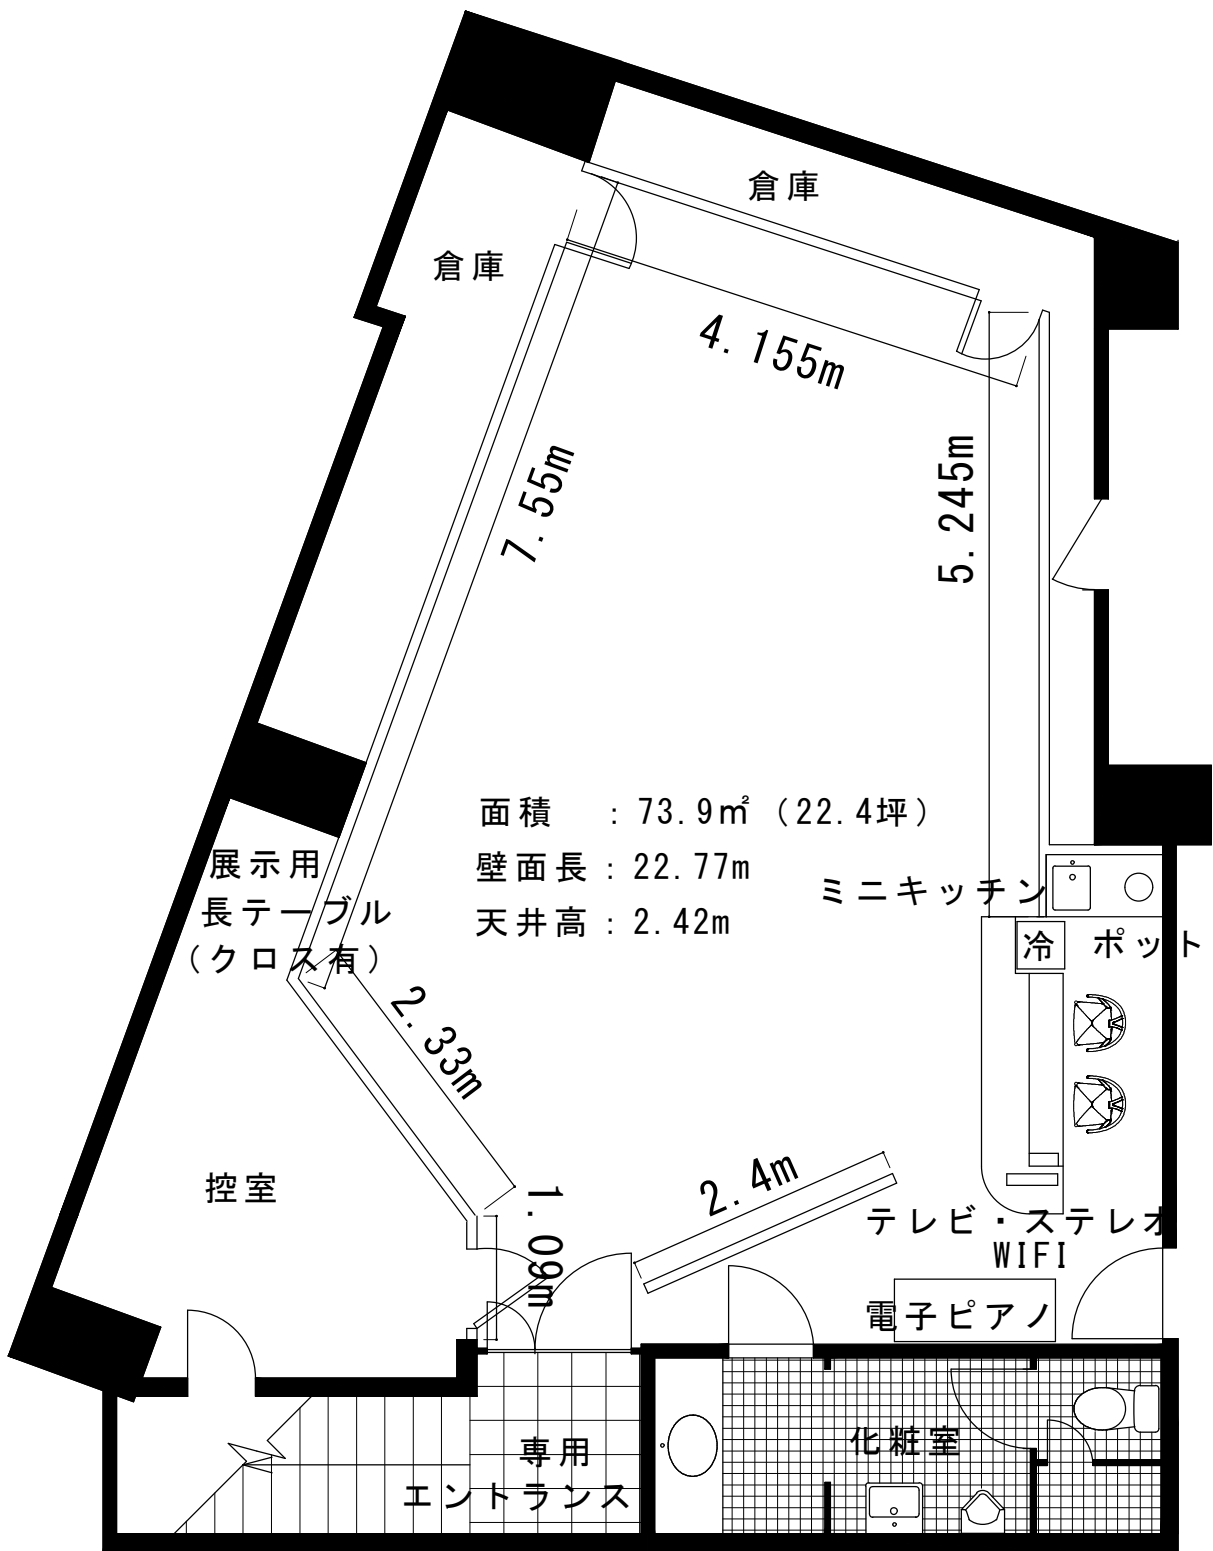 倉庫
倉庫
4.155m
7.55m
5.245m
面積 : 73.9㎡ (22.4坪)
壁面長 : 22.77m
天井高 : 2.42m
展示用
長テーブル
(クロス有)
ミニキッチン
冷
ポット
2.33m
控室
1.09m
2.4m
テレビ・ステレオ
WIFI
電子ピアノ
化粧室
専用
エントランス